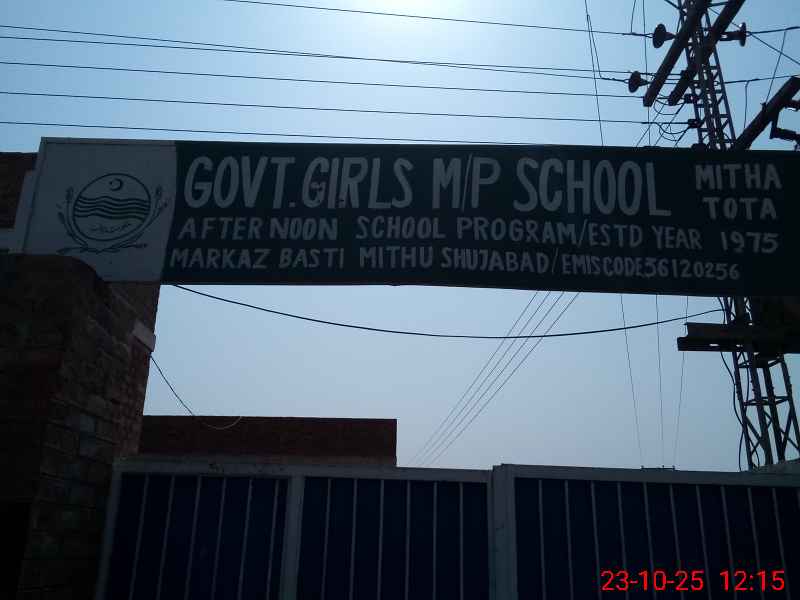 GOVT. GIRLS M/P SCHOOL MITHA TOTA
AFTER NOON SCHOOL PROGRAM/ESTD YEAR 1975
MARKAZ BASTI MITHU SHUJABAD/EMIS CODE 36120256
23-10-25 12:15